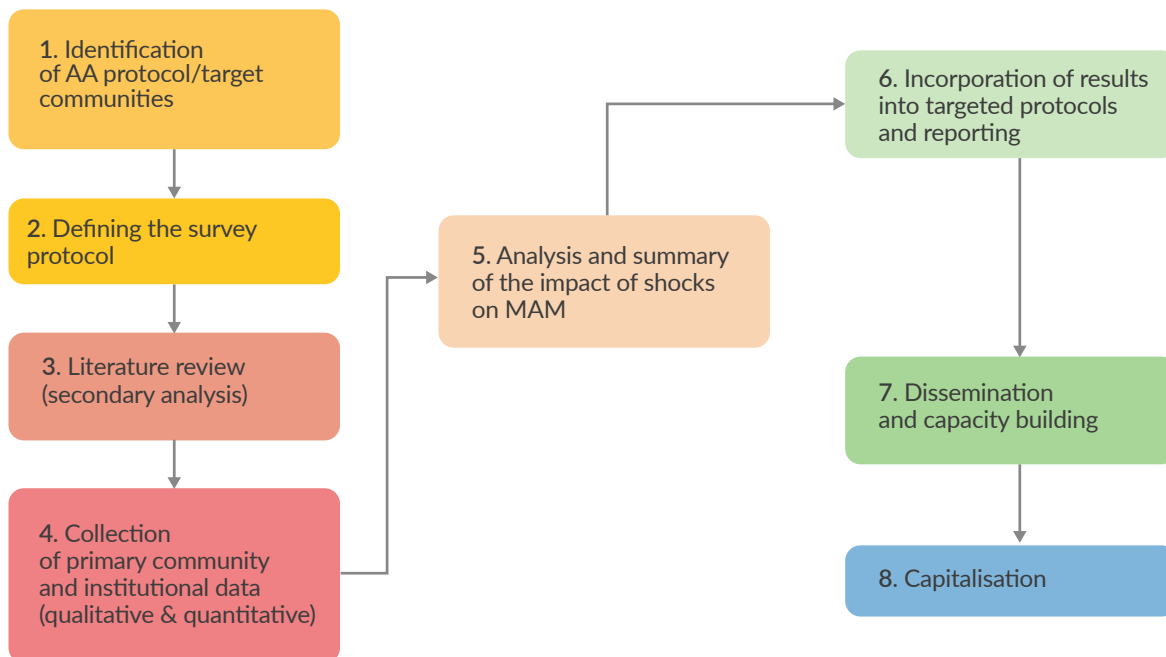 1. Identification
of AA protocol/target
communities
2. Defining the survey
protocol
3. Literature review
(secondary analysis)
4. Collection
of primary community
and institutional data
(qualitative & quantitative)
5. Analysis and summary
of the impact of shocks
on MAM
6. Incorporation of results
into targeted protocols
and reporting
7. Dissemination
and capacity building
8. Capitalisation